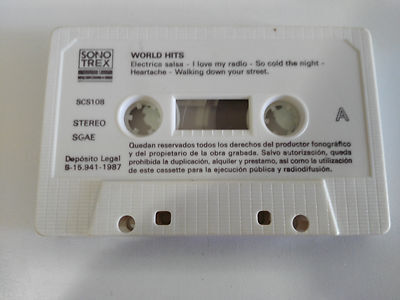 SONO
TREX
WORLD HITS
Electrica salsa - I love my radio - So cold the night -
Heartache - Walking down your street.
SCS108
STEREO
SGAE
A
Quedan reservados todos los derechos del productor fonográfico
y del propietario de la obra grabada. Salvo autorización, queda
prohibida la duplicación, alquiler y prestamo, así como la utilización
de este cassette para la ejecución pública y radiodifusión.
Depósito Legal
B-15.941-1987